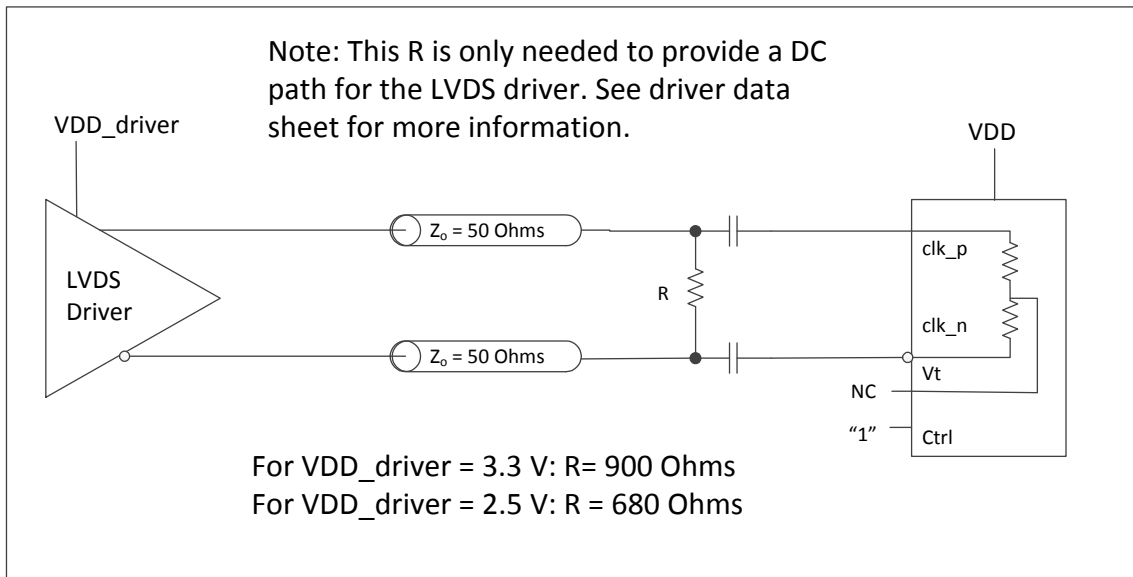 Note: This R is only needed to provide a DC
path for the LVDS driver. See driver data
sheet for more information.
VDD_driver
VDD
Zₒ = 50 Ohms
clk_p
LVDS
Driver
R
clk_n
Zₒ = 50 Ohms
Vt
NC
“1”
Ctrl
For VDD_driver = 3.3 V: R= 900 Ohms
For VDD_driver = 2.5 V: R = 680 Ohms